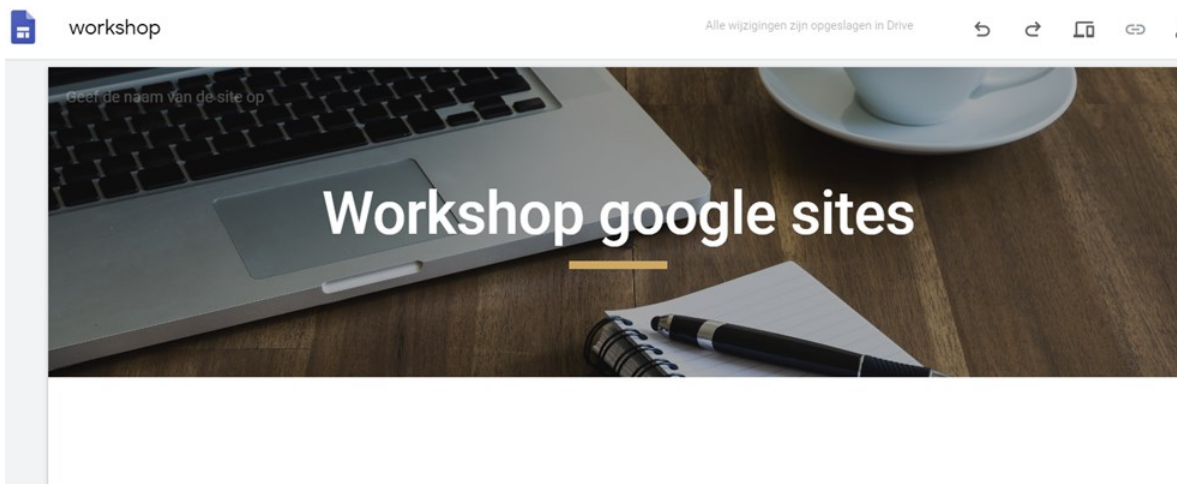 workshop
Alle wijzigingen zijn opgeslagen in Drive
Geef de naam van de site op
Workshop google sites